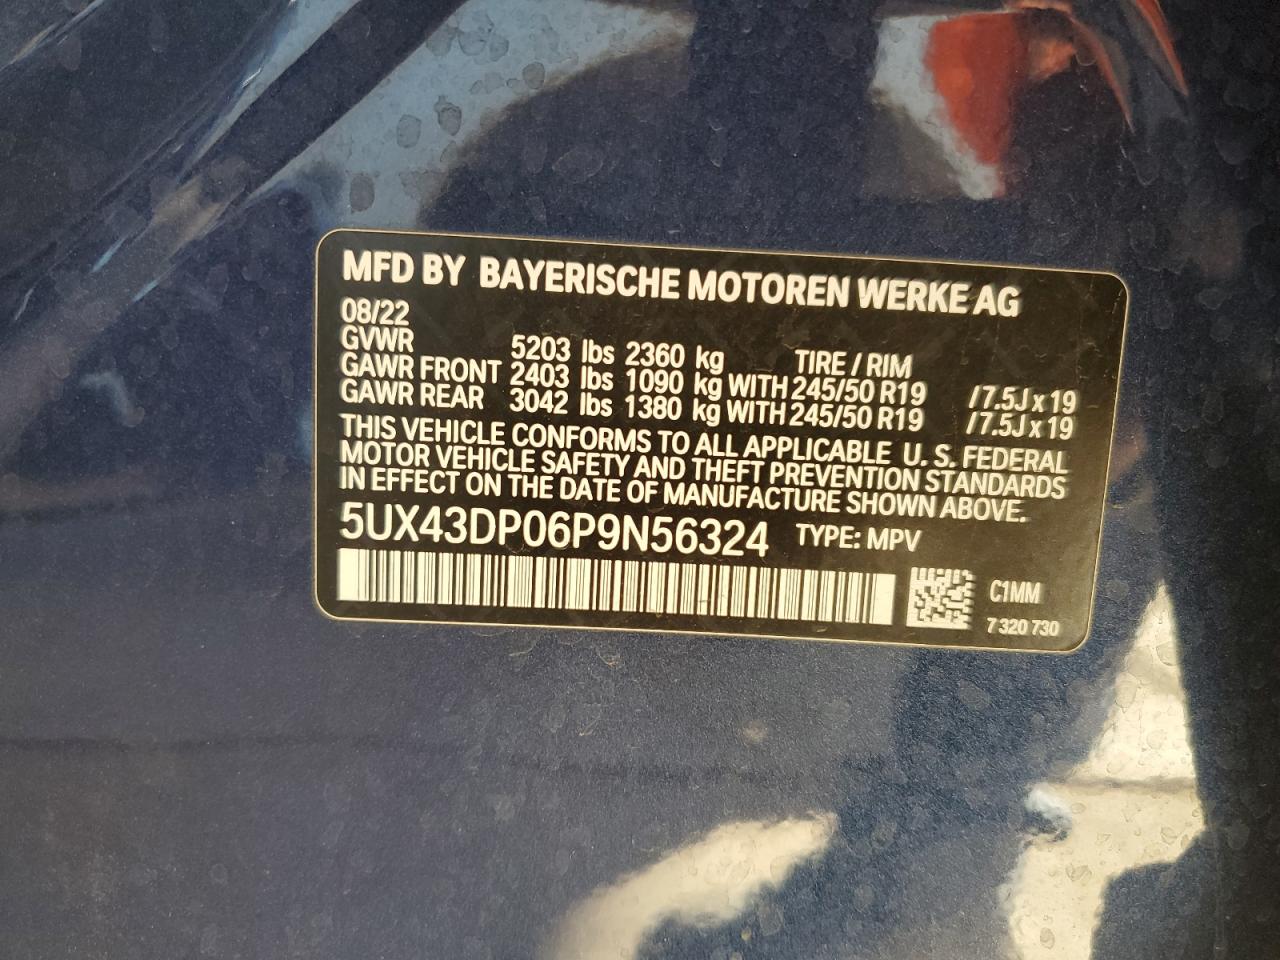 MFD BY BAYERISCHE MOTOREN WERKE AG
08/22
GVWR 5203 lbs 2360 kg TIRE / RIM
GAWR FRONT 2403 lbs 1090 kg WITH 245/50 R19 /7.5J x 19
GAWR REAR 3042 lbs 1380 kg WITH 245/50 R19 /7.5J x 19
THIS VEHICLE CONFORMS TO ALL APPLICABLE U. S. FEDERAL
MOTOR VEHICLE SAFETY AND THEFT PREVENTION STANDARDS
IN EFFECT ON THE DATE OF MANUFACTURE SHOWN ABOVE.
5UX43DP06P9N56324 TYPE: MPV
C1MM
7 320 730